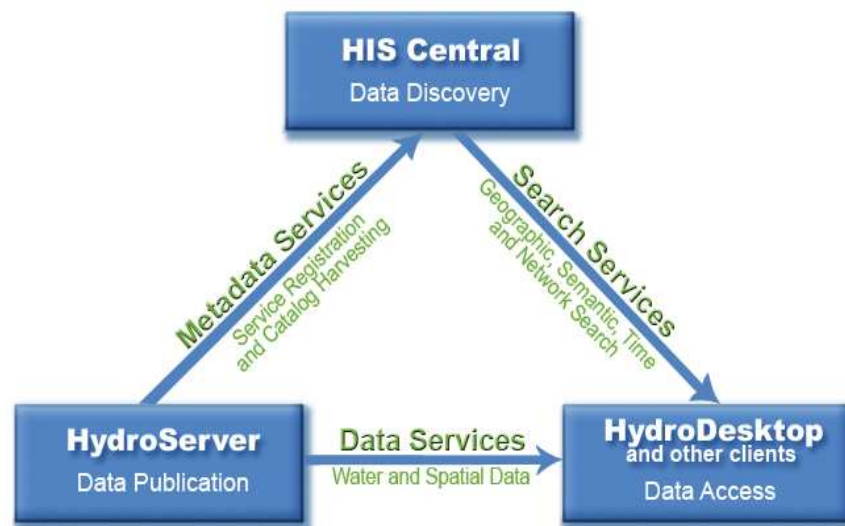 HIS Central
Data Discovery
Metadata Services
Service Registration
and Catalog Harvesting
Search Services
Geographic, Semantic, Time
and Network Search
HydroServer
Data Publication
Data Services
Water and Spatial Data
HydroDesktop
and other clients
Data Access